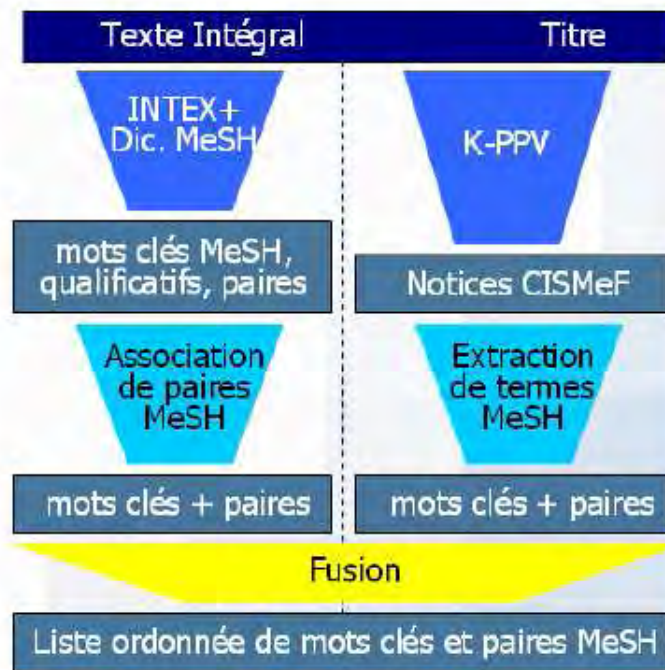 Texte Intégral
Titre
INTEX+
Dic. MeSH
K-PPV
mots clés MeSH,
qualificatifs, paires
Notices CISMeF
Association
de paires
MeSH
Extraction
de termes
MeSH
mots clés + paires
mots clés + paires
Fusion
Liste ordonnée de mots clés et paires MeSH